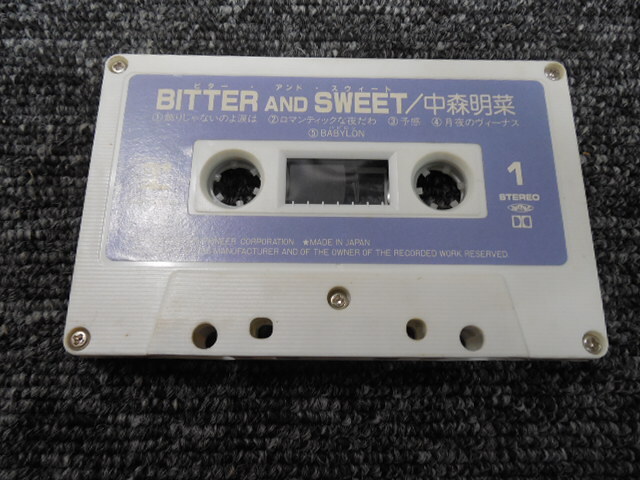 ビター・アンド・スウィート
BITTER AND SWEET/中森明菜
①飾りじゃないのよ涙は ②ロマンティックな夜だわ ③予感 ④月夜のヴィーナス
⑤BABYLON
1
STEREO
NEER CORPORATION ★MADE IN JAPAN
MANUFACTURER AND OF THE OWNER OF THE RECORDED WORK RESERVED.